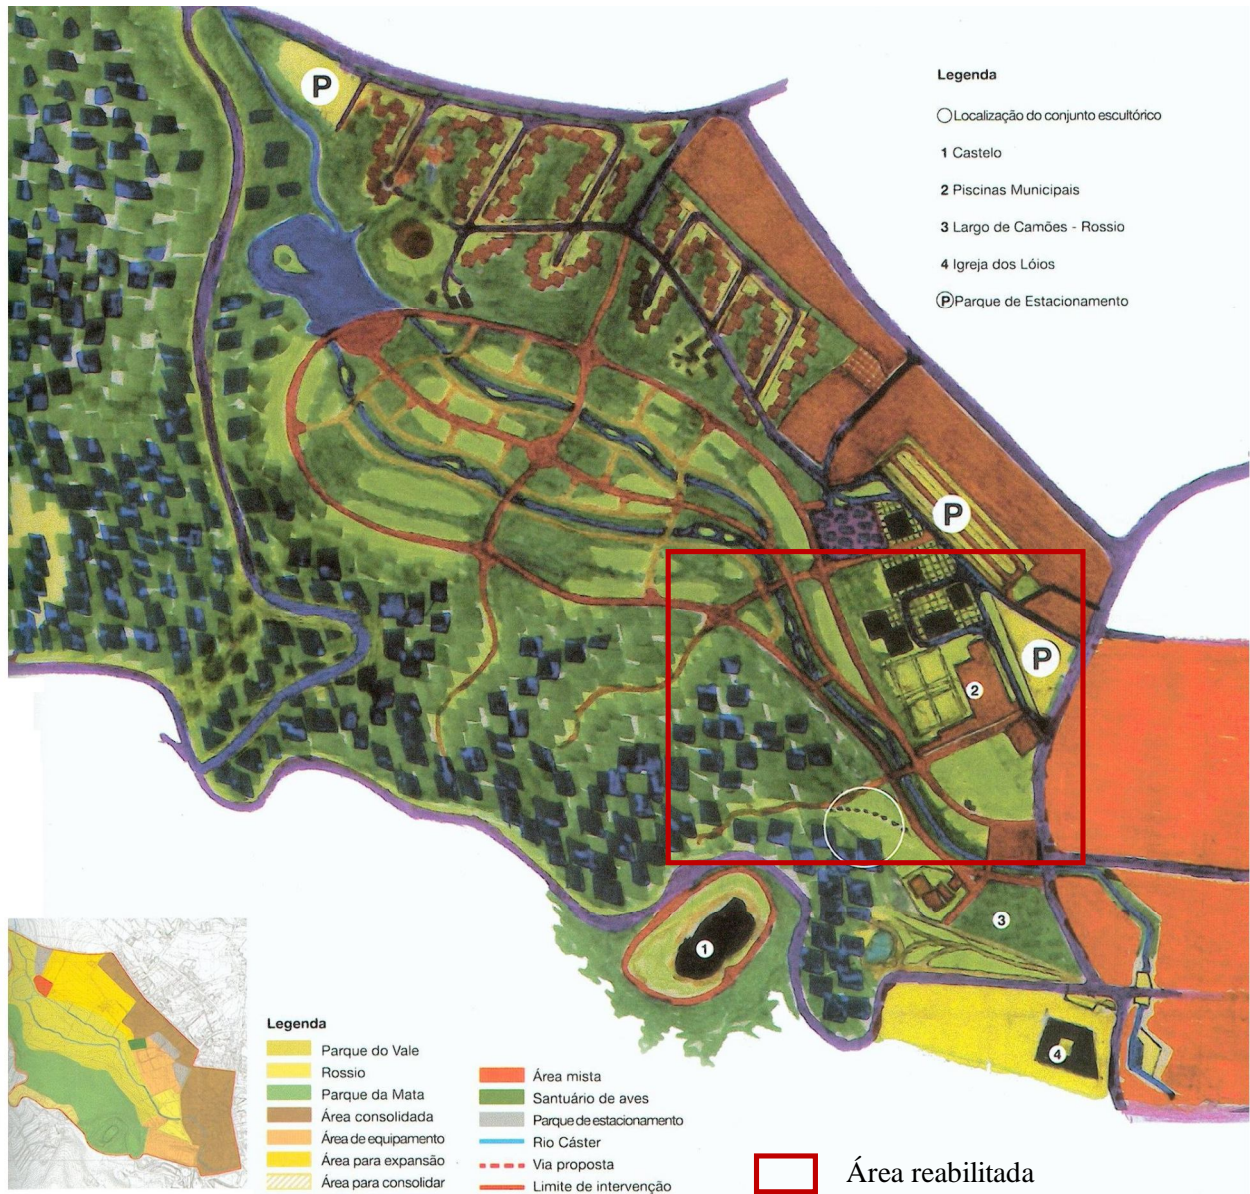 P
Legenda
Localização do conjunto escultórico
1 Castelo
2 Piscinas Municipais
3 Largo de Camões - Rossio
4 Igreja dos Lóios
P Parque de Estacionamento
P
P
2
3
1
4
Legenda
Parque do Vale
Rossio
Parque da Mata
Área consolidada
Área de equipamento
Área para expansão
Área para consolidar
Área mista
Santuário de aves
Parque de estacionamento
Rio Cáster
Via proposta
Limite de intervenção
Área reabilitada